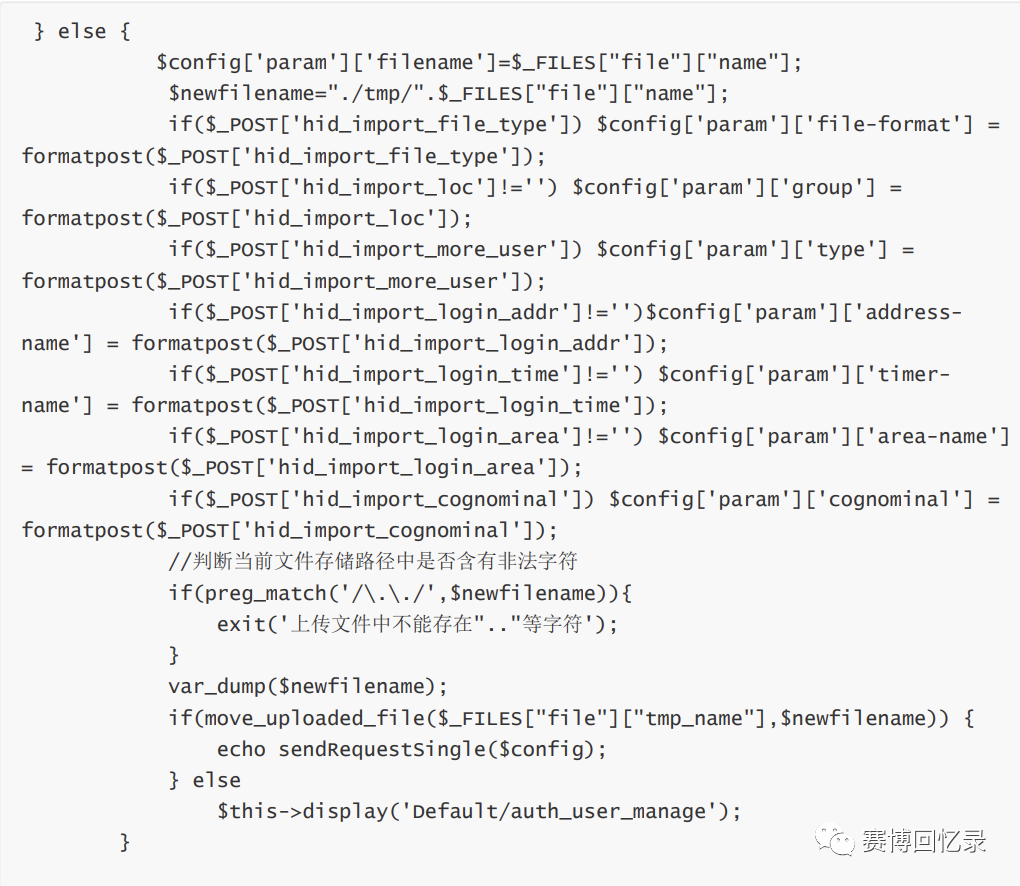 } else {
$config['param']['filename']=$_FILES["file"]["name"];
$newfilename="./tmp/".$_FILES["file"]["name"];
if($_POST['hid_import_file_type']) $config['param']['file-format'] =
formatpost($_POST['hid_import_file_type']);
if($_POST['hid_import_loc']!='') $config['param']['group'] =
formatpost($_POST['hid_import_loc']);
if($_POST['hid_import_more_user']) $config['param']['type'] =
formatpost($_POST['hid_import_more_user']);
if($_POST['hid_import_login_addr']!='')$config['param']['address-
name'] = formatpost($_POST['hid_import_login_addr']);
if($_POST['hid_import_login_time']!='') $config['param']['timer-
name'] = formatpost($_POST['hid_import_login_time']);
if($_POST['hid_import_login_area']!='') $config['param']['area-name']
= formatpost($_POST['hid_import_login_area']);
if($_POST['hid_import_cognominal']) $config['param']['cognominal'] =
formatpost($_POST['hid_import_cognominal']);
//判断当前文件存储路径中是否含有非法字符
if(preg_match('/\.\./',$newfilename)){
exit('上传文件中不能存在".."等字符');
}
var_dump($newfilename);
if(move_uploaded_file($_FILES["file"]["tmp_name"],$newfilename)) {
echo sendRequestSingle($config);
} else
$this->display('Default/auth_user_manage');
}
赛博回忆录